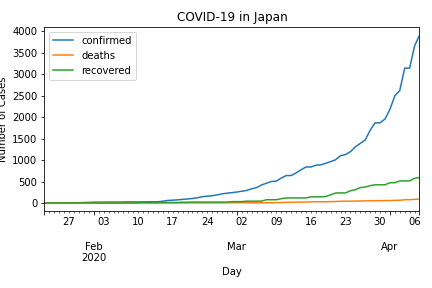 COVID-19 in Japan
confirmed
deaths
recovered
Number of Cases
4000
3500
3000
2500
2000
1500
1000
500
0
27 03 10 17 24 02 09 16 23 30 06
Feb Mar Apr
2020
Day